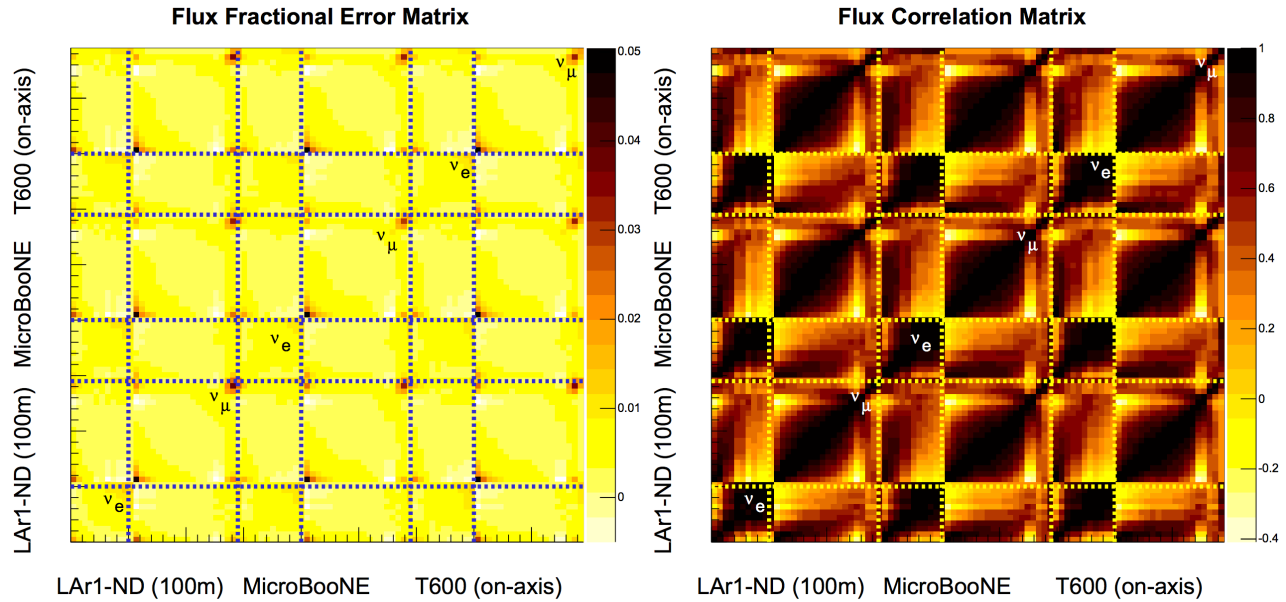 Flux Fractional Error Matrix
Flux Correlation Matrix
LAr1-ND (100m) MicroBooNE T600 (on-axis)
0.05
0.04
0.03
0.02
0.01
0
ν_μ
ν_e
ν_μ
ν_e
ν_μ
ν_e
LAr1-ND (100m) MicroBooNE T600 (on-axis)
LAr1-ND (100m) MicroBooNE T600 (on-axis)
1
0.8
0.6
0.4
0.2
0
-0.2
-0.4
ν_μ
ν_e
ν_μ
ν_e
ν_μ
ν_e
LAr1-ND (100m) MicroBooNE T600 (on-axis)